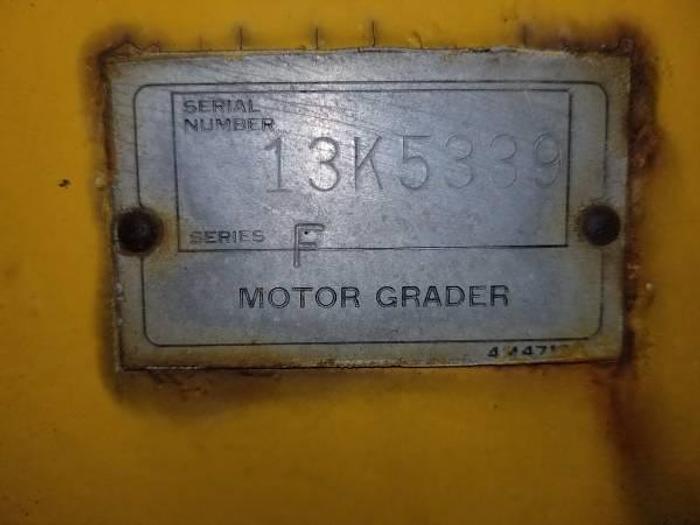 SERIAL
NUMBER
13K5339
SERIES F
MOTOR GRADER